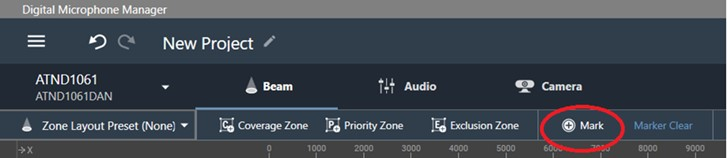 Digital Microphone Manager
New Project
ATND1061
ATND1061DAN
Beam
Audio
Camera
Zone Layout Preset (None)
Coverage Zone
Priority Zone
Exclusion Zone
Mark
Marker Clear
X 0 1000 2000 3000 4000 5000 6000 7000 8000 9000